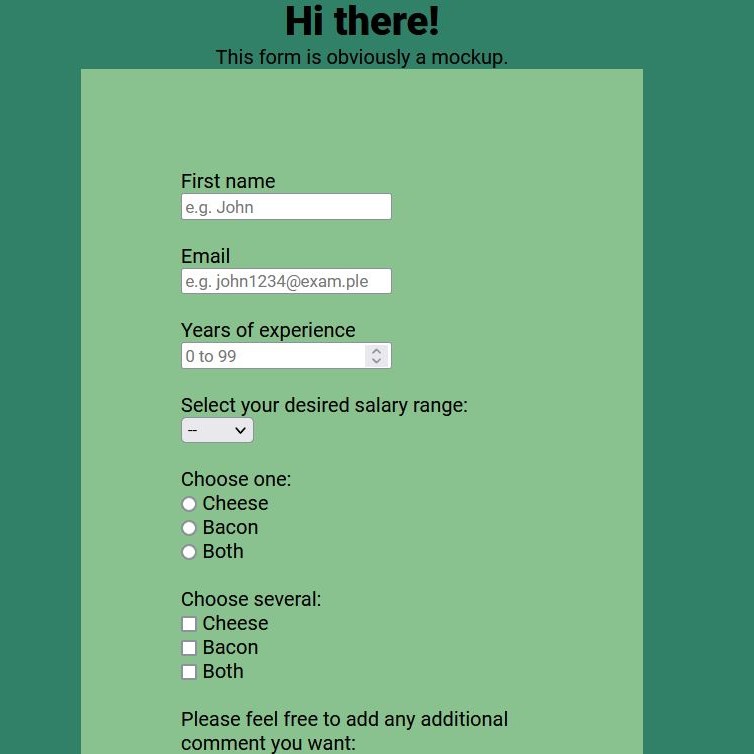 Hi there!
This form is obviously a mockup.
First name
e.g. John
Email
e.g. john1234@exam.ple
Years of experience
0 to 99
Select your desired salary range:
--
Choose one:
Cheese
Bacon
Both
Choose several:
Cheese
Bacon
Both
Please feel free to add any additional
comment you want: